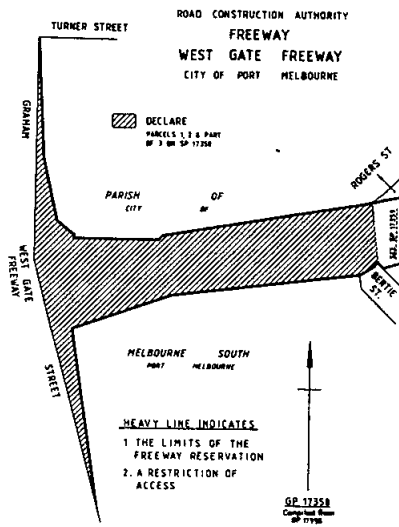 TURNER STREET
ROAD CONSTRUCTION AUTHORITY
FREEWAY
WEST GATE FREEWAY
CITY OF PORT MELBOURNE
GRAHAM
DECLARE
PARCELS 1, 2 & PART
OF 3 ON SP 17358
ROGERS ST
PARISH OF
CITY OF
WEST GATE
FREEWAY
BERTIE
ST.
STREET
MELBOURNE SOUTH
PORT MELBOURNE
HEAVY LINE INDICATES
1 THE LIMITS OF THE
FREEWAY RESERVATION
2. A RESTRICTION OF
ACCESS
GP 17358